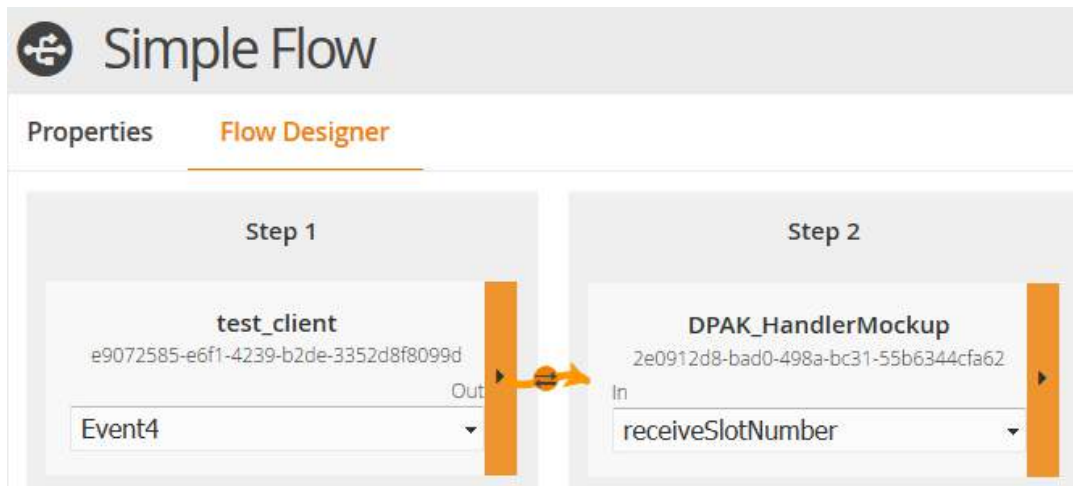 Simple Flow
Properties
Flow Designer
Step 1
test_client
e9072585-e6f1-4239-b2de-3352d8f8099d
Out
Event4
Step 2
DPAK_HandlerMockup
2e0912d8-bad0-498a-bc31-55b6344cfa62
In
receiveSlotNumber